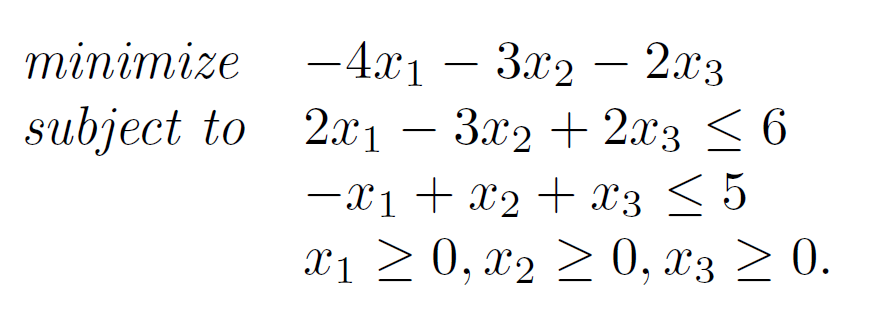 minimize −4x₁ − 3x₂ − 2x₃
subject to 2x₁ − 3x₂ + 2x₃ ≤ 6
−x₁ + x₂ + x₃ ≤ 5
x₁ ≥ 0, x₂ ≥ 0, x₃ ≥ 0.